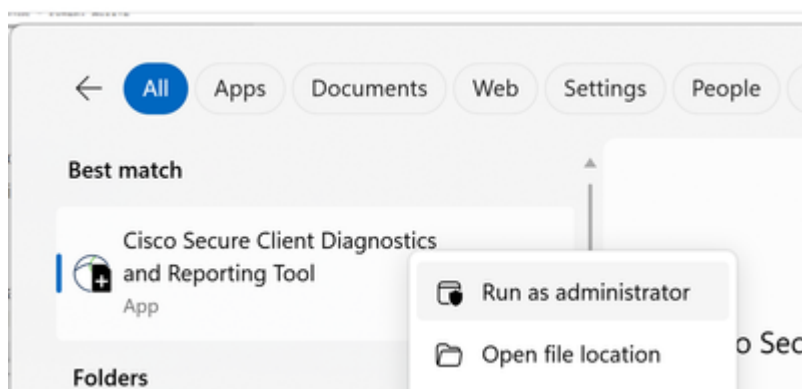 All Apps Documents Web Settings People
Best match
Cisco Secure Client Diagnostics
and Reporting Tool
App
Run as administrator
Open file location
o Sec
Folders